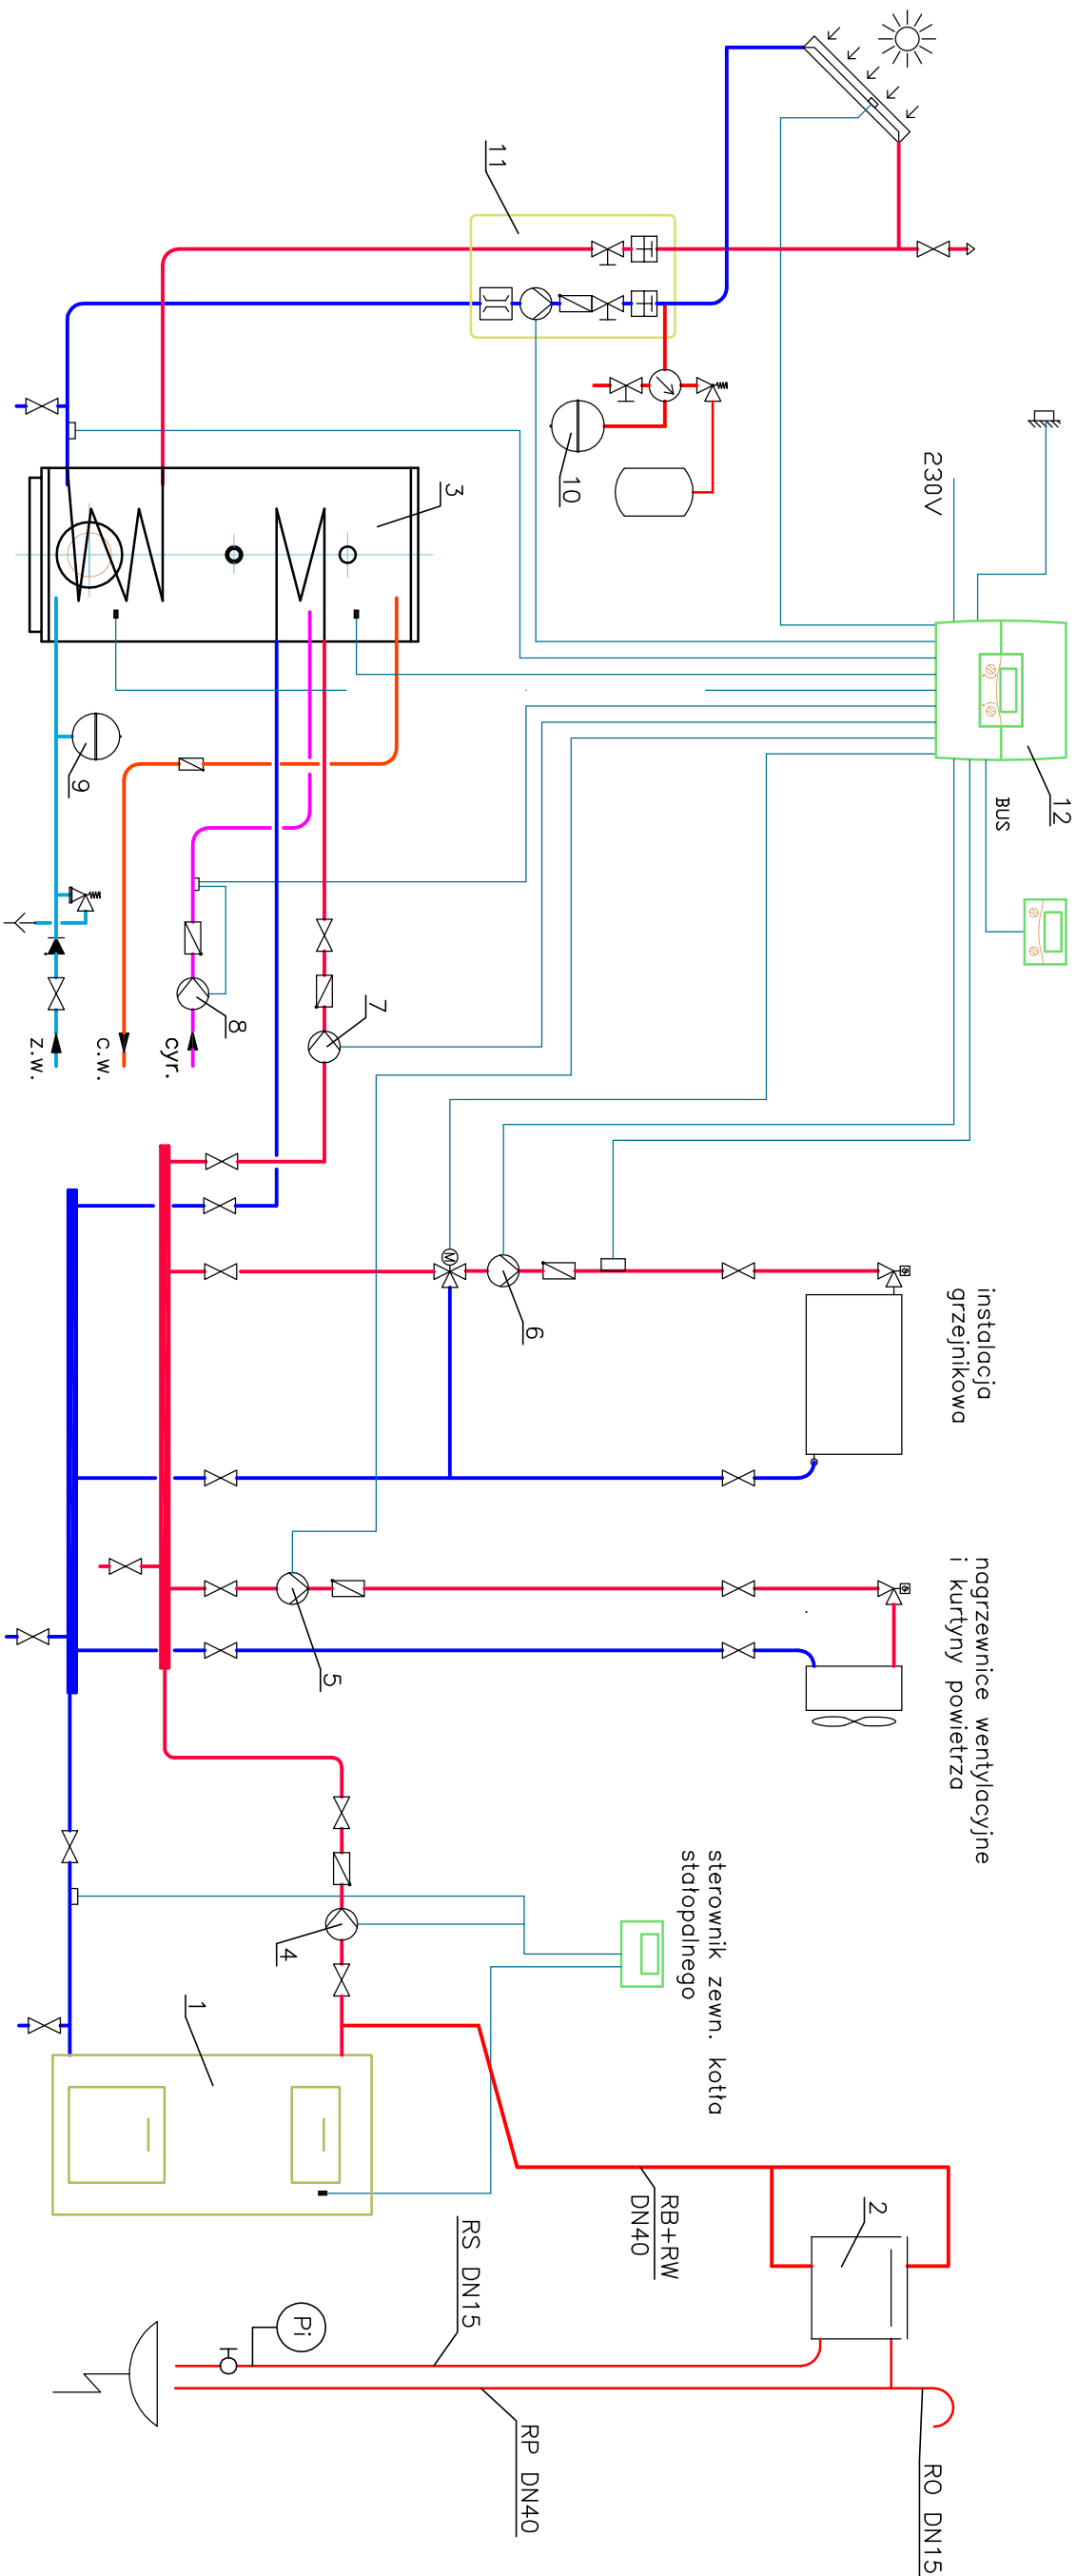 11
10
3
230V
12
BUS
9
8
7
z.w.
c.w.
cyr.
M
6
instalacja
grzejnikowa
5
nagrzewnice wentylacyjne
i kurtyny powietrza
4
sterownik zewn. kotła
stałopalnego
1
2
RB+RW
DN40
RS DN15
Pi
RP DN40
RO DN15